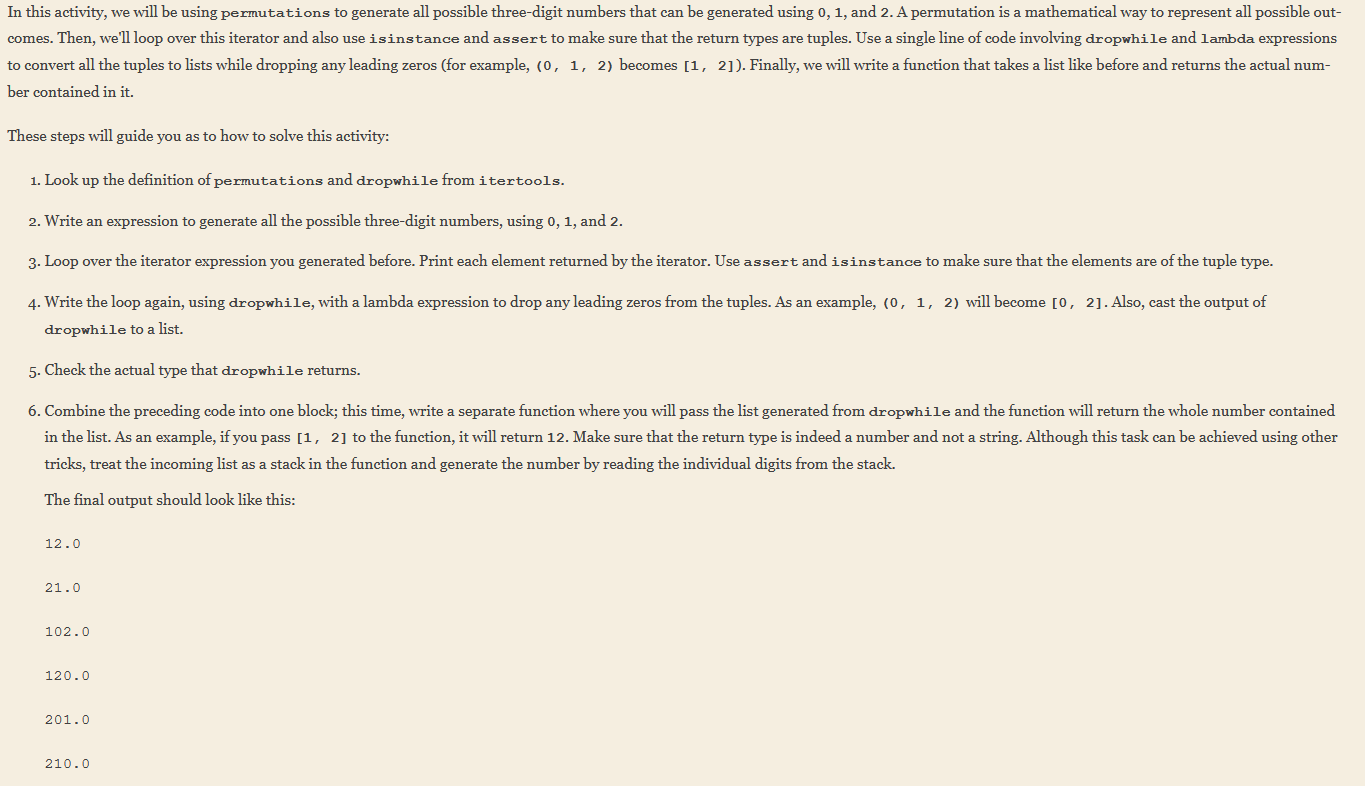 In this activity, we will be using permutations to generate all possible three-digit numbers that can be generated using 0, 1, and 2. A permutation is a mathematical way to represent all possible out-
comes. Then, we'll loop over this iterator and also use isinstance and assert to make sure that the return types are tuples. Use a single line of code involving dropwhile and lambda expressions
to convert all the tuples to lists while dropping any leading zeros (for example, (0, 1, 2) becomes [1, 2]). Finally, we will write a function that takes a list like before and returns the actual num-
ber contained in it.
These steps will guide you as to how to solve this activity:
1. Look up the definition of permutations and dropwhile from itertools.
2. Write an expression to generate all the possible three-digit numbers, using 0, 1, and 2.
3. Loop over the iterator expression you generated before. Print each element returned by the iterator. Use assert and isinstance to make sure that the elements are of the tuple type.
4. Write the loop again, using dropwhile, with a lambda expression to drop any leading zeros from the tuples. As an example, (0, 1, 2) will become [0, 2]. Also, cast the output of
dropwhile to a list.
5. Check the actual type that dropwhile returns.
6. Combine the preceding code into one block; this time, write a separate function where you will pass the list generated from dropwhile and the function will return the whole number contained
in the list. As an example, if you pass [1, 2] to the function, it will return 12. Make sure that the return type is indeed a number and not a string. Although this task can be achieved using other
tricks, treat the incoming list as a stack in the function and generate the number by reading the individual digits from the stack.
The final output should look like this:
12.0
21.0
102.0
120.0
201.0
210.0